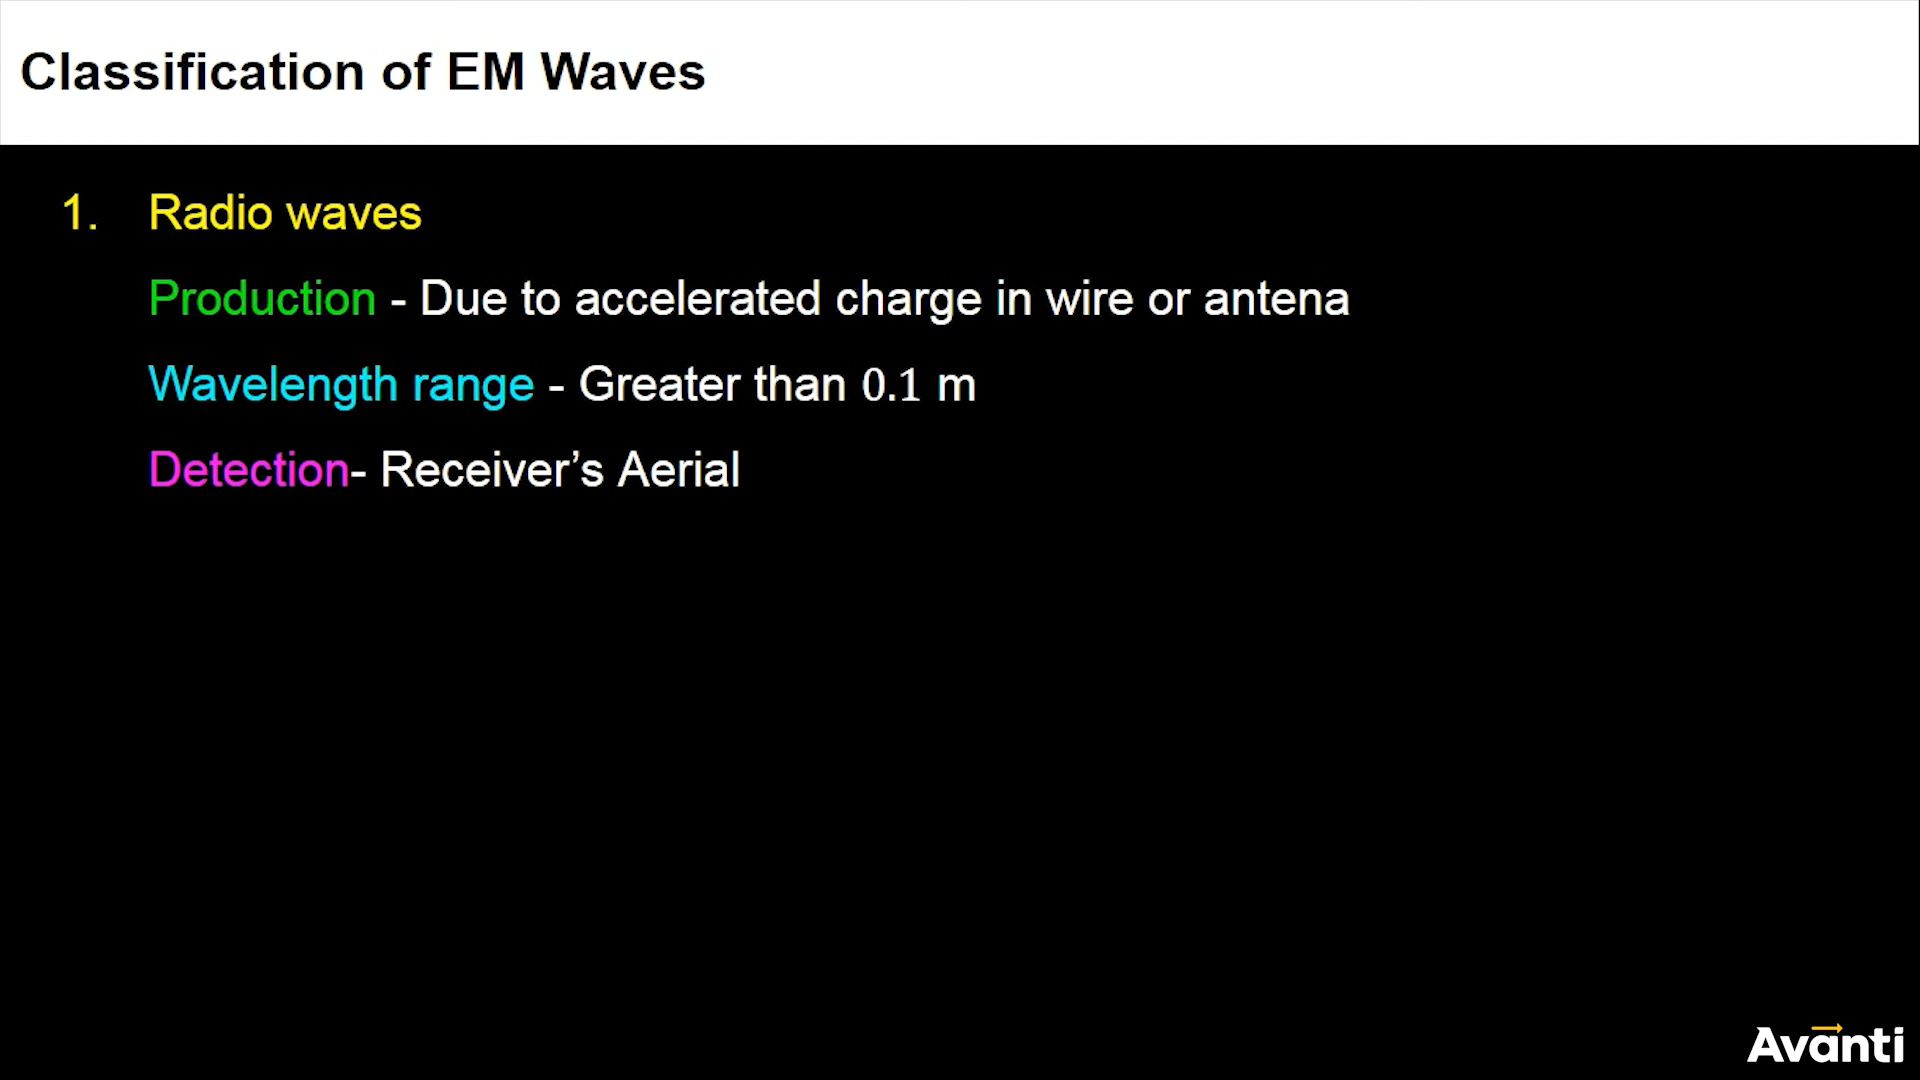 Classification of EM Waves
1. Radio waves
Production - Due to accelerated charge in wire or antena
Wavelength range - Greater than 0.1 m
Detection- Receiver’s Aerial
Avanti